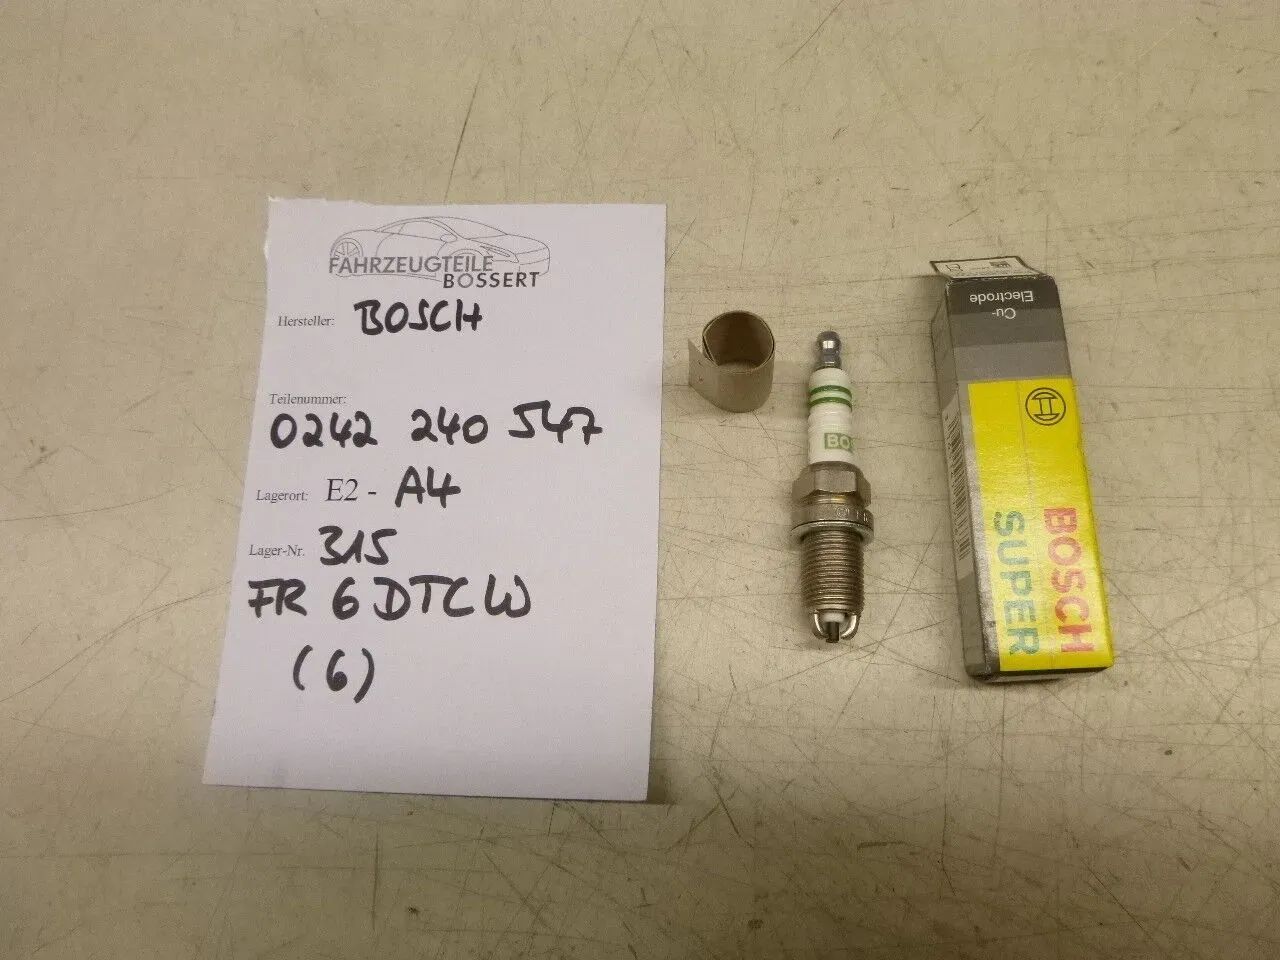 FAHRZEUGTEILE
BOSSERT
Hersteller: BOSCH
Teilenummer:
0242 240 547
Lagerort: E2 - A4
Lager-Nr. 315
FR 6 DTC W
(6)
BOS
Cu-
Electrode
BOSCH
SUPER